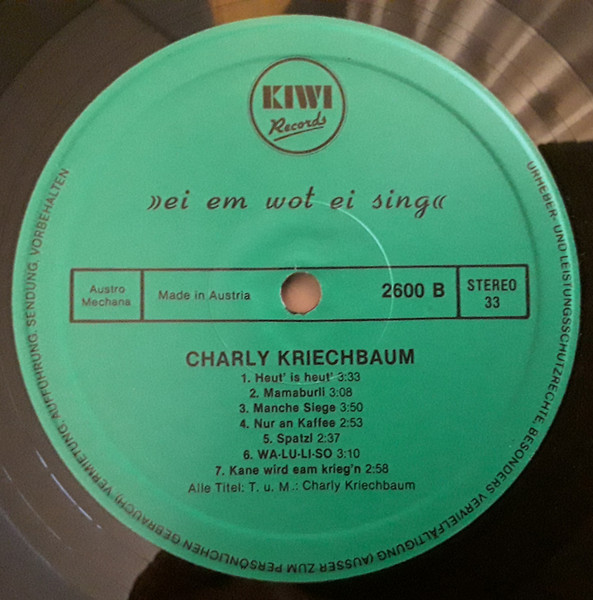 KIWI
Records
»ei em wot ei sing«
Austro
Mechana
Made in Austria
2600 B
STEREO
33
CHARLY KRIECHBAUM
1. Heut' is heut' 3:33
2. Mamaburli 3:08
3. Manche Siege 3:50
4. Nur an Kaffee 2:53
5. Spatzl 2:37
6. WA-LU-LI-SO 3:10
7. Kane wird eam krieg'n 2:58
Alle Titel: T. u. M.: Charly Kriechbaum
URHEBER- UND LEISTUNGSSCHUTZRECHTE, BESONDERS VERVIELFÄLTIGUNG (AUSSER ZUM PERSÖNLICHEN GEBRAUCH), VERMIETUNG, AUFFÜHRUNG, SENDUNG, VORBEHALTEN